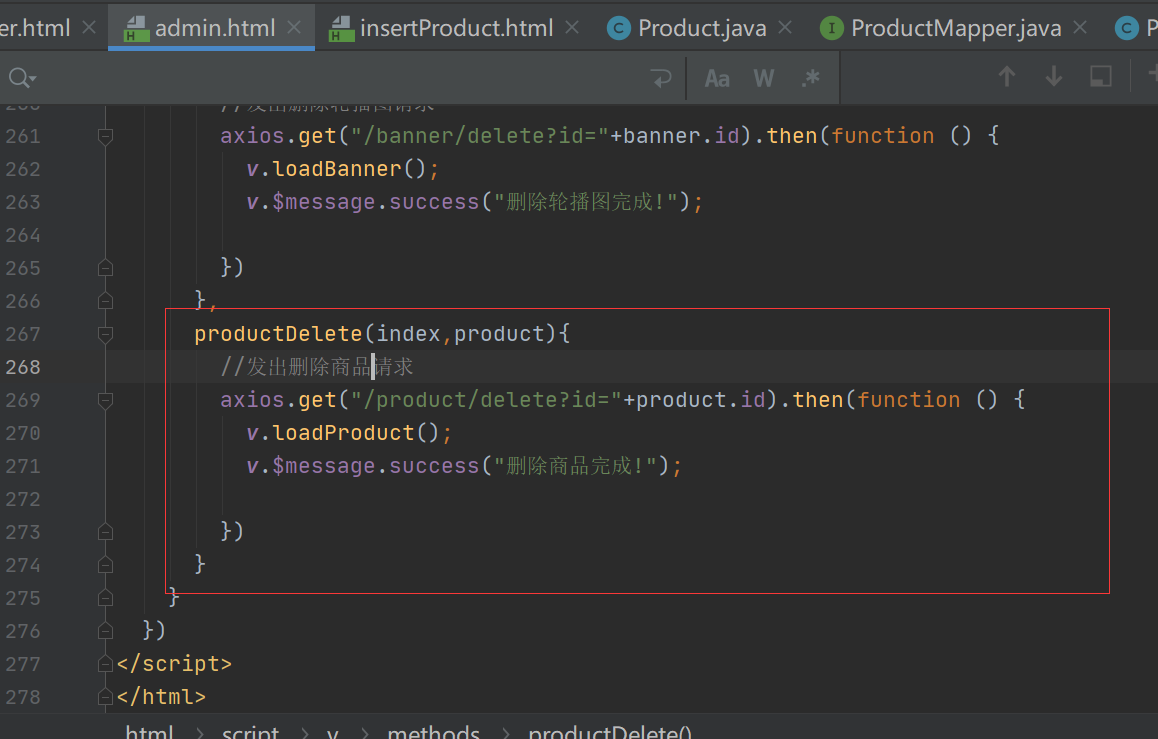 er.html admin.html insertProduct.html Product.java ProductMapper.java
Aa W .*
//发出删除轮播图请求
261 axios.get("/banner/delete?id="+banner.id).then(function () {
262 v.loadBanner();
263 v.$message.success("删除轮播图完成!");
264
265 })
266 },
267 productDelete(index,product){
268 //发出删除商品请求
269 axios.get("/product/delete?id="+product.id).then(function () {
270 v.loadProduct();
271 v.$message.success("删除商品完成!");
272
273 })
274 }
275 }
276 })
277 </script>
278 </html>
html > script > v > methods > productDelete()